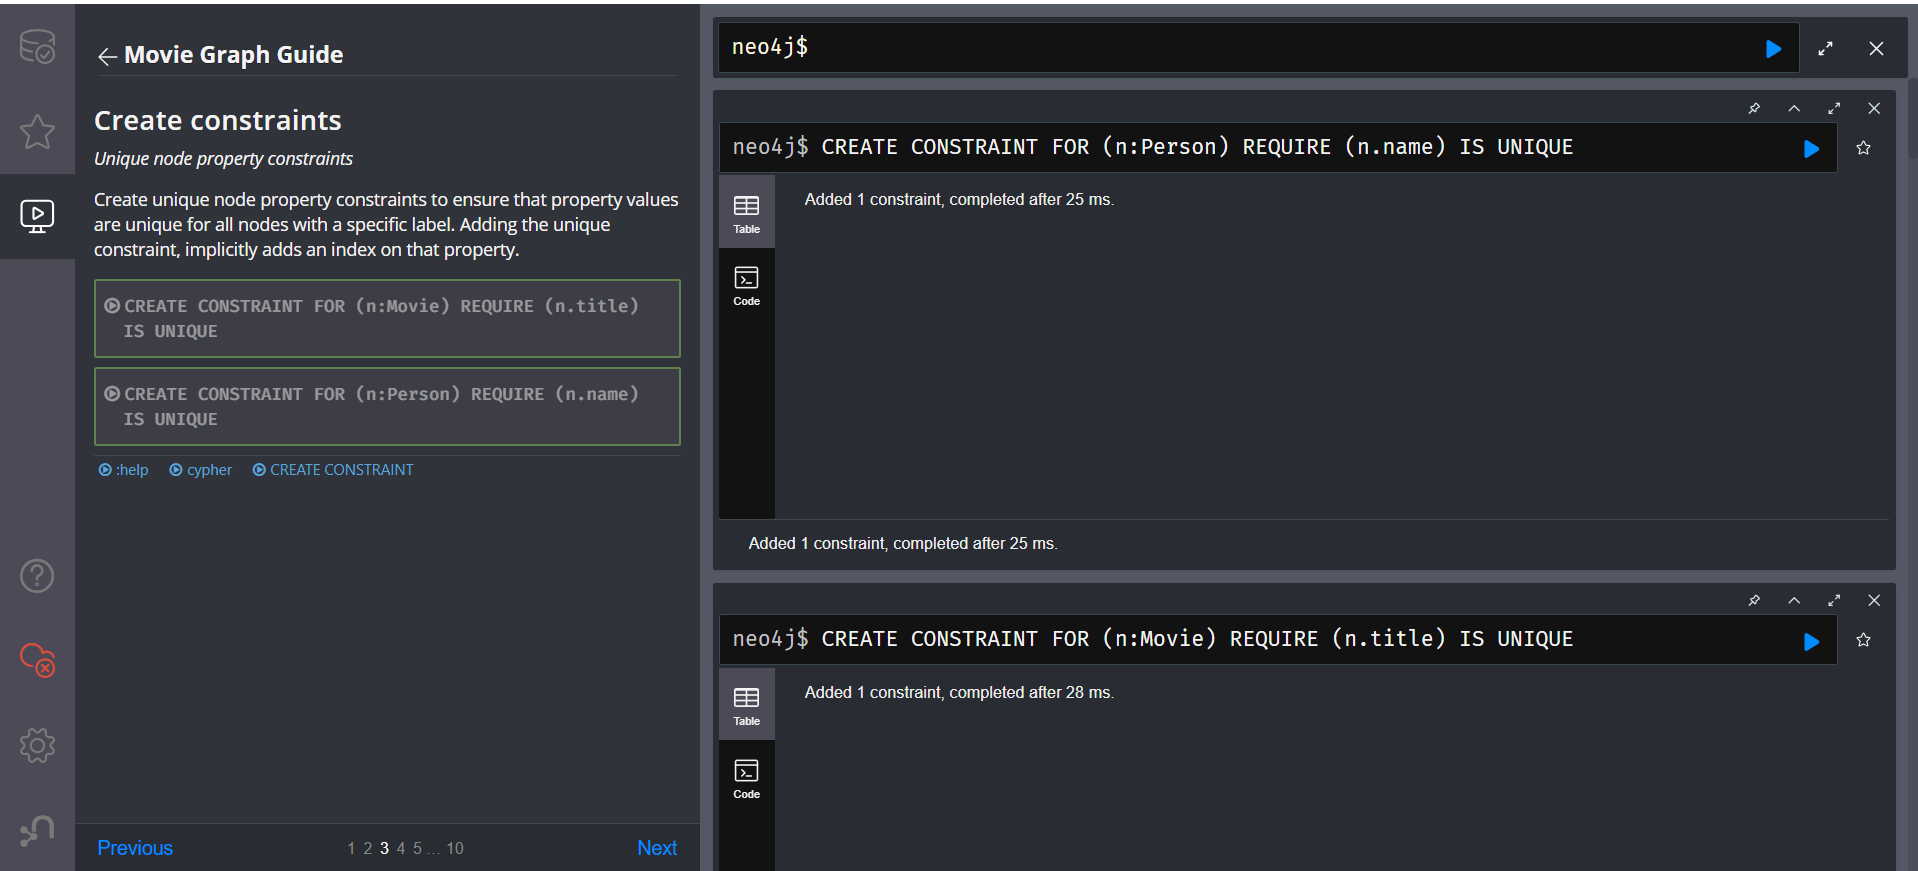 Movie Graph Guide
Create constraints
Unique node property constraints
Create unique node property constraints to ensure that property values
are unique for all nodes with a specific label. Adding the unique
constraint, implicitly adds an index on that property.
CREATE CONSTRAINT FOR (n:Movie) REQUIRE (n.title)
IS UNIQUE
CREATE CONSTRAINT FOR (n:Person) REQUIRE (n.name)
IS UNIQUE
:help cypher CREATE CONSTRAINT
Previous 1 2 3 4 5 ... 10 Next
neo4j$
neo4j$ CREATE CONSTRAINT FOR (n:Person) REQUIRE (n.name) IS UNIQUE
Table
Code
Added 1 constraint, completed after 25 ms.
Added 1 constraint, completed after 25 ms.
neo4j$ CREATE CONSTRAINT FOR (n:Movie) REQUIRE (n.title) IS UNIQUE
Table
Code
Added 1 constraint, completed after 28 ms.